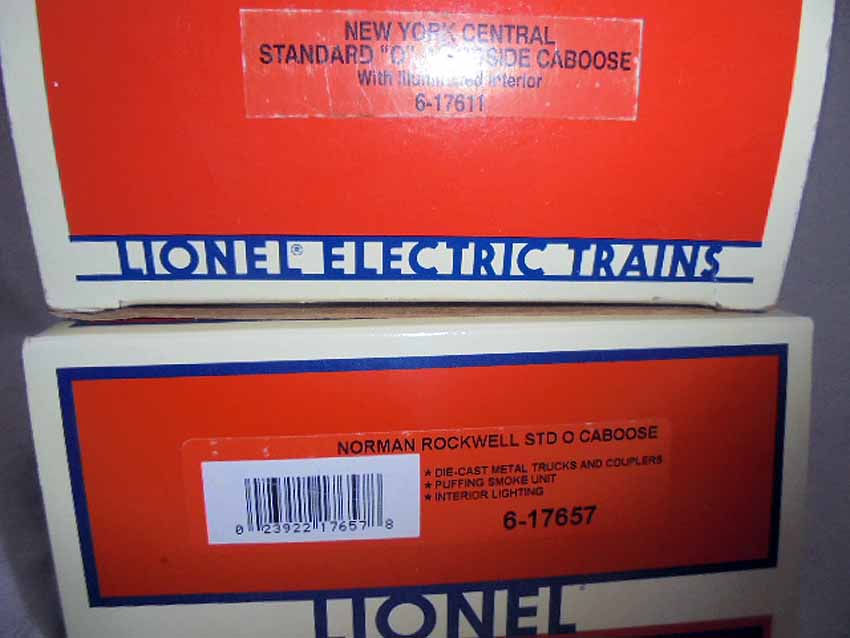 NEW YORK CENTRAL
STANDARD "O" CABOOSE
With Interior
6-17611
LIONEL® ELECTRIC TRAINS
NORMAN ROCKWELL STD O CABOOSE
★ DIE-CAST METAL TRUCKS AND COUPLERS
★ PUFFING SMOKE UNIT
★ INTERIOR LIGHTING
0 23922 17657 8
6-17657
LIONEL